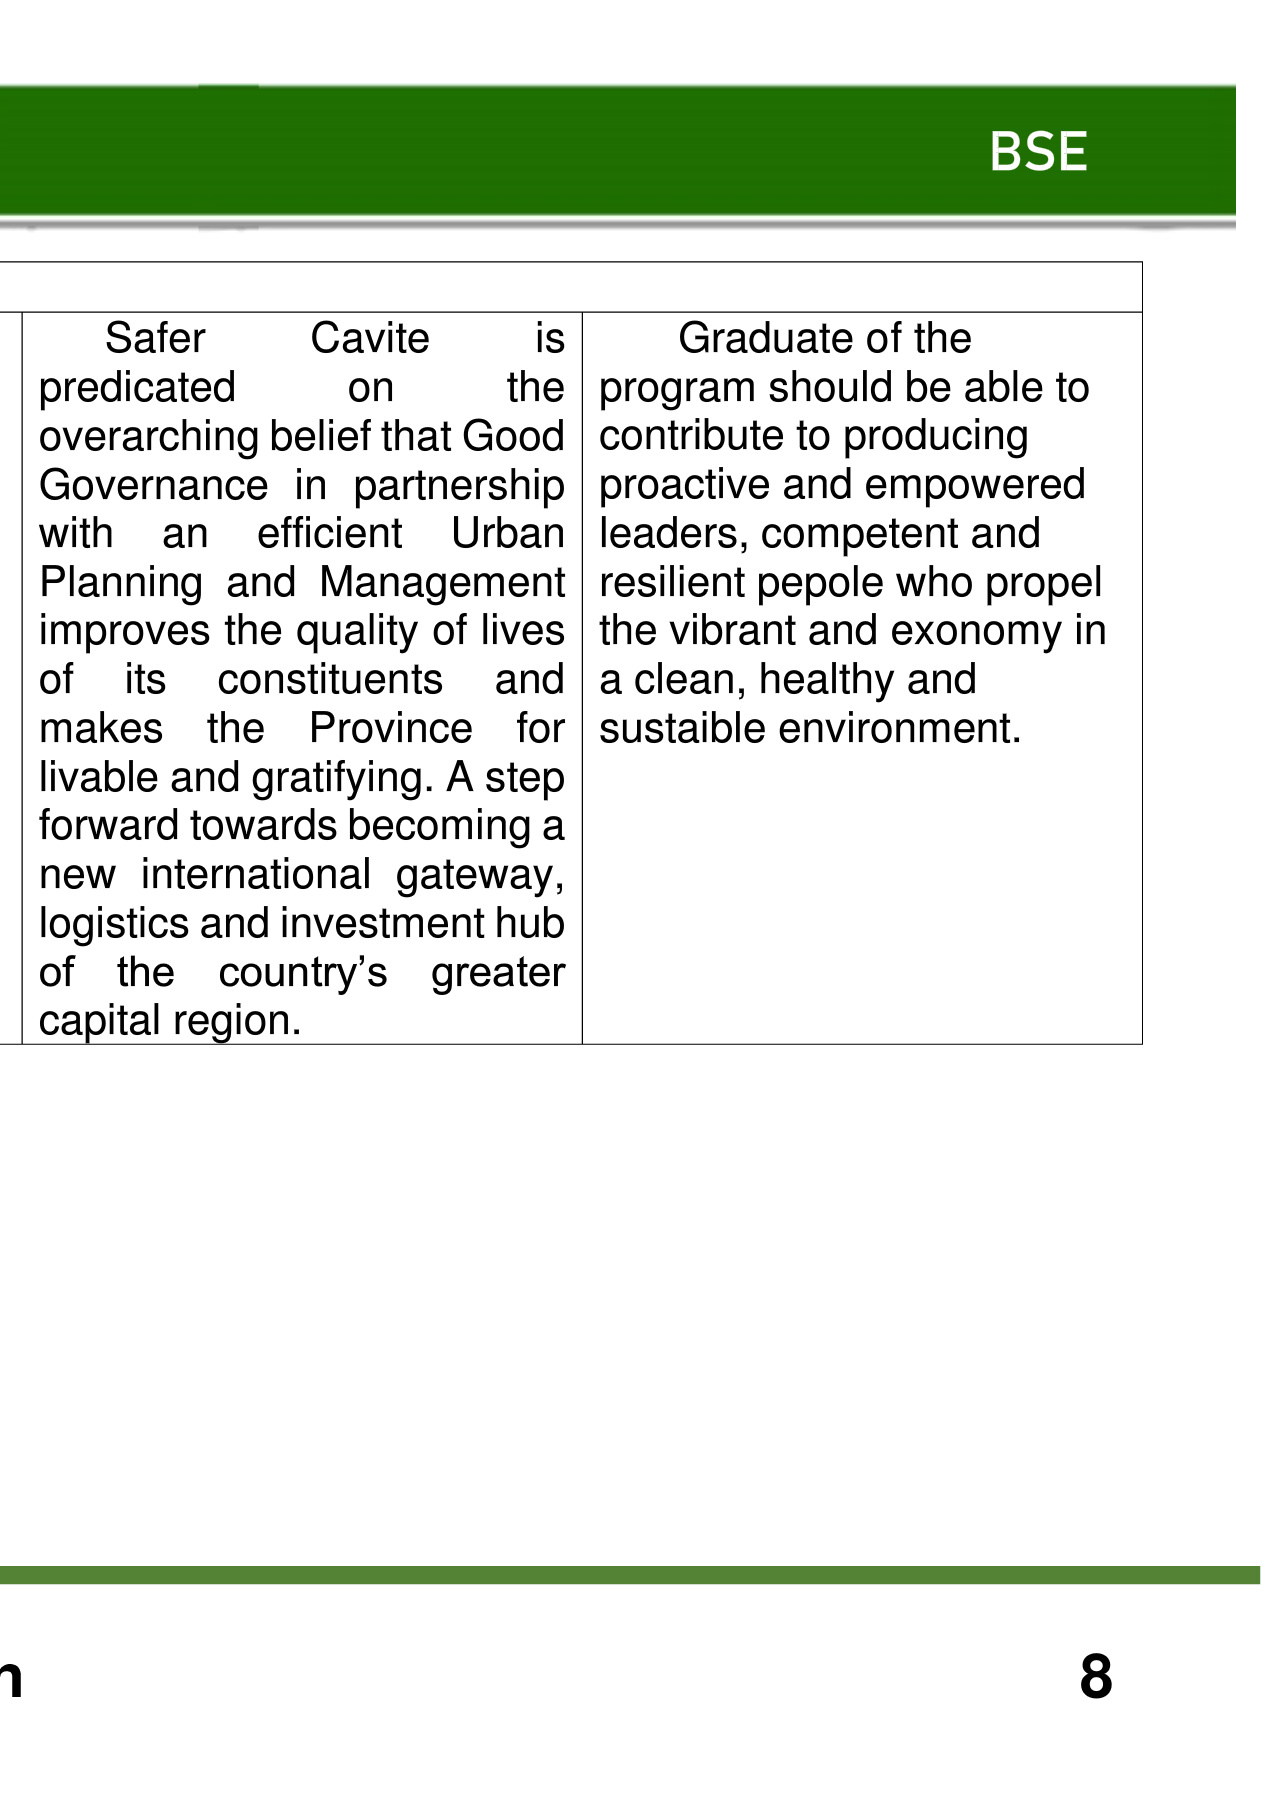 BSE
Safer Cavite is
predicated on the
overarching belief that Good
Governance in partnership
with an efficient Urban
Planning and Management
improves the quality of lives
of its constituents and
makes the Province for
livable and gratifying. A step
forward towards becoming a
new international gateway,
logistics and investment hub
of the country’s greater
capital region.
Graduate of the
program should be able to
contribute to producing
proactive and empowered
leaders, competent and
resilient pepole who propel
the vibrant and exonomy in
a clean, healthy and
sustaible environment.
n
8